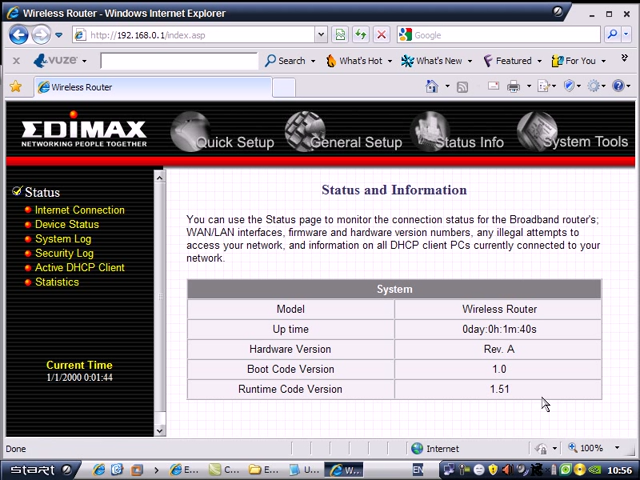 Wireless Router - Windows Internet Explorer
http://192.168.0.1/index.asp
Google
vuze
Search
What's Hot
What's New
Featured
For You
Wireless Router
EDIMAX
NETWORKING PEOPLE TOGETHER
Quick Setup
General Setup
Status Info
System Tools
Status
Internet Connection
Device Status
System Log
Security Log
Active DHCP Client
Statistics
Current Time
1/1/2000 0:01:44
Status and Information
You can use the Status page to monitor the connection status for the Broadband router's;
WAN/LAN interfaces, firmware and hardware version numbers, any illegal attempts to
access your network, and information on all DHCP client PCs currently connected to your
network.
System
Model Wireless Router
Up time 0day:0h:1m:40s
Hardware Version Rev. A
Boot Code Version 1.0
Runtime Code Version 1.51
Done
Internet
100%
start
E...
C...
E...
U...
W...
EN
10:56